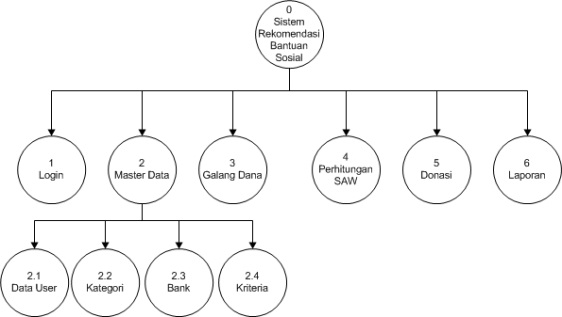 0
Sistem
Rekomendasi
Bantuan
Sosial
1
Login
2
Master Data
3
Galang Dana
4
Perhitungan
SAW
5
Donasi
6
Laporan
2.1
Data User
2.2
Kategori
2.3
Bank
2.4
Kriteria